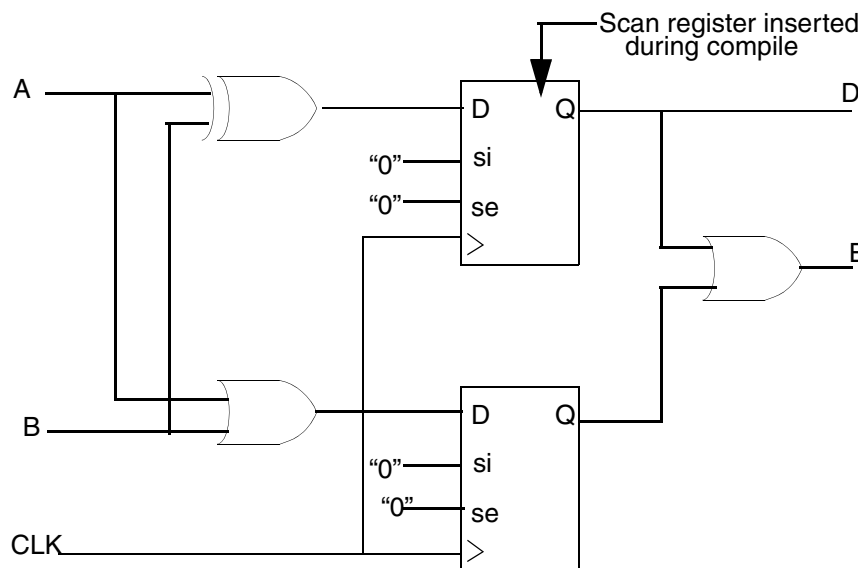 Scan register inserted
during compile
A
D
D
Q
“0”
si
“0”
se
E
B
D
Q
“0”
si
“0”
se
CLK